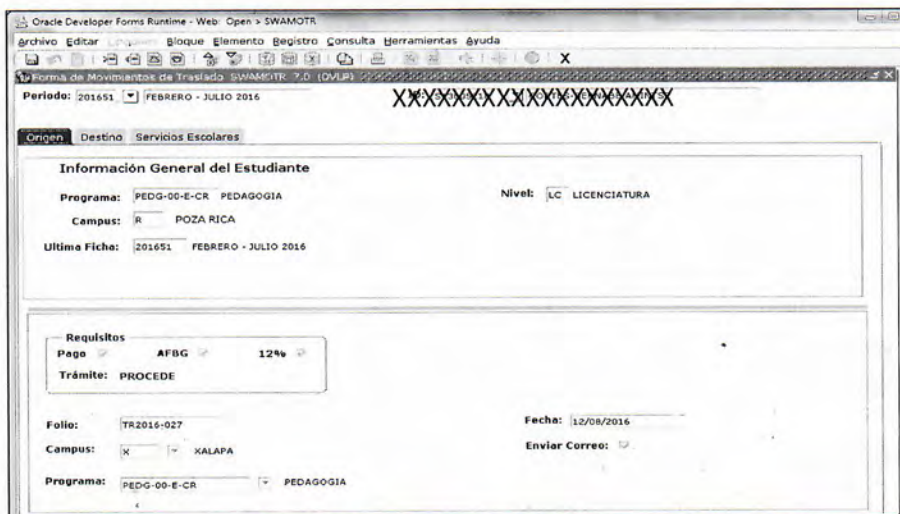 Oracle Developer Forms Runtime - Web: Open > SWAMOTR
Archivo Editar Bloque Elemento Registro Consulta Herramientas Ayuda
Forma de Movimientos de Traslado SWAMOTR 7.0 (DVUP)
Periodo: 201651 FEBRERO - JULIO 2016
Origen Destino Servicios Escolares
Información General del Estudiante
Programa: PEDG-00-E-CR PEDAGOGIA Nivel: LC LICENCIATURA
Campus: R POZA RICA
Ultima Ficha: 201651 FEBRERO - JULIO 2016
Requisitos
Pago AFBG 12%
Trámite: PROCEDE
Folio: TR2016-027 Fecha: 12/08/2016
Campus: X XALAPA Enviar Correo:
Programa: PEDG-00-E-CR PEDAGOGIA